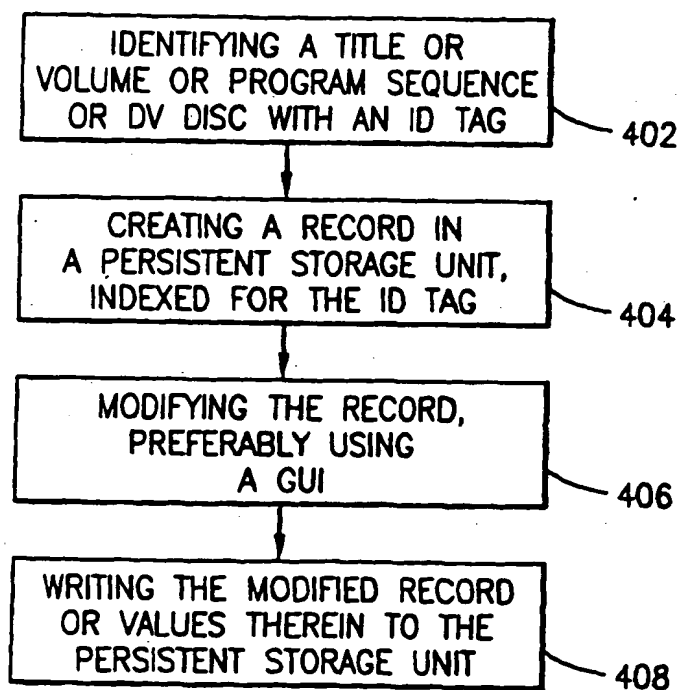 IDENTIFYING A TITLE OR
VOLUME OR PROGRAM SEQUENCE
OR DV DISC WITH AN ID TAG
402
CREATING A RECORD IN
A PERSISTENT STORAGE UNIT,
INDEXED FOR THE ID TAG
404
MODIFYING THE RECORD,
PREFERABLY USING
A GUI
406
WRITING THE MODIFIED RECORD
OR VALUES THEREIN TO THE
PERSISTENT STORAGE UNIT
408